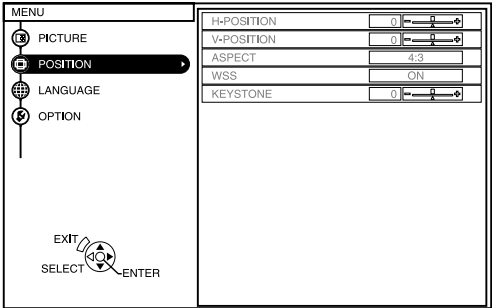 MENU
PICTURE
POSITION
LANGUAGE
OPTION
EXIT
SELECT
ENTER
H-POSITION 0
V-POSITION 0
ASPECT 4:3
WSS ON
KEYSTONE 0